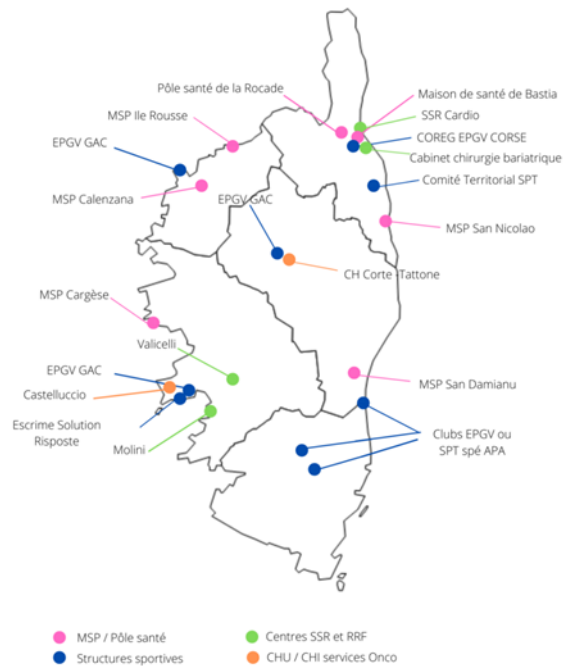 Pôle santé de la Rocade
Maison de santé de Bastia
MSP Ile Rousse
SSR Cardio
EPGV GAC
COREG EPGV CORSE
Cabinet chirurgie bariatrique
MSP Calenzana
EPGV GAC
Comité Territorial SPT
MSP San Nicolao
CH Corte -Tattone
MSP Cargèse
Valicelli
EPGV GAC
MSP San Damianu
Castelluccio
Escrime Solution
Risposte
Molini
Clubs EPGV ou
SPT spé APA
MSP / Pôle santé
Centres SSR et RRF
Structures sportives
CHU / CHI services Onco